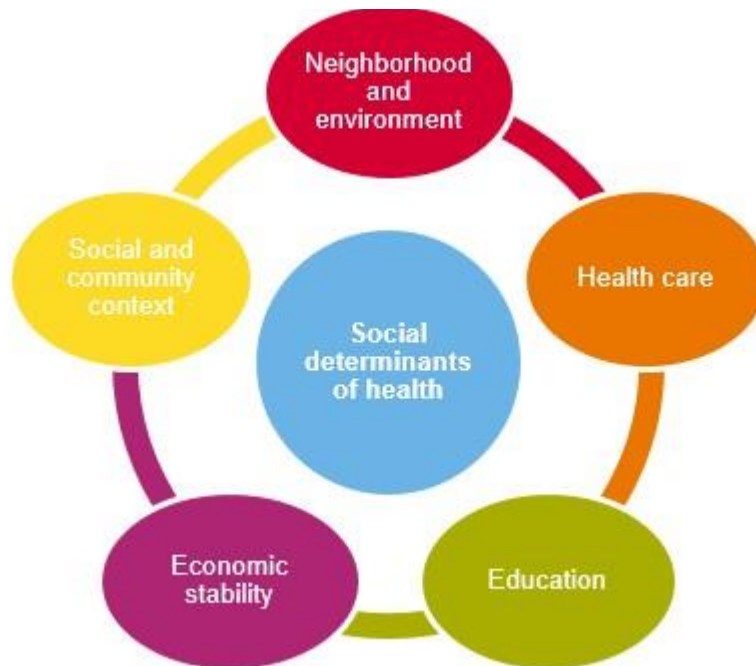 Neighborhood
and
environment
Social and
community
context
Health care
Social
determinants
of health
Economic
stability
Education